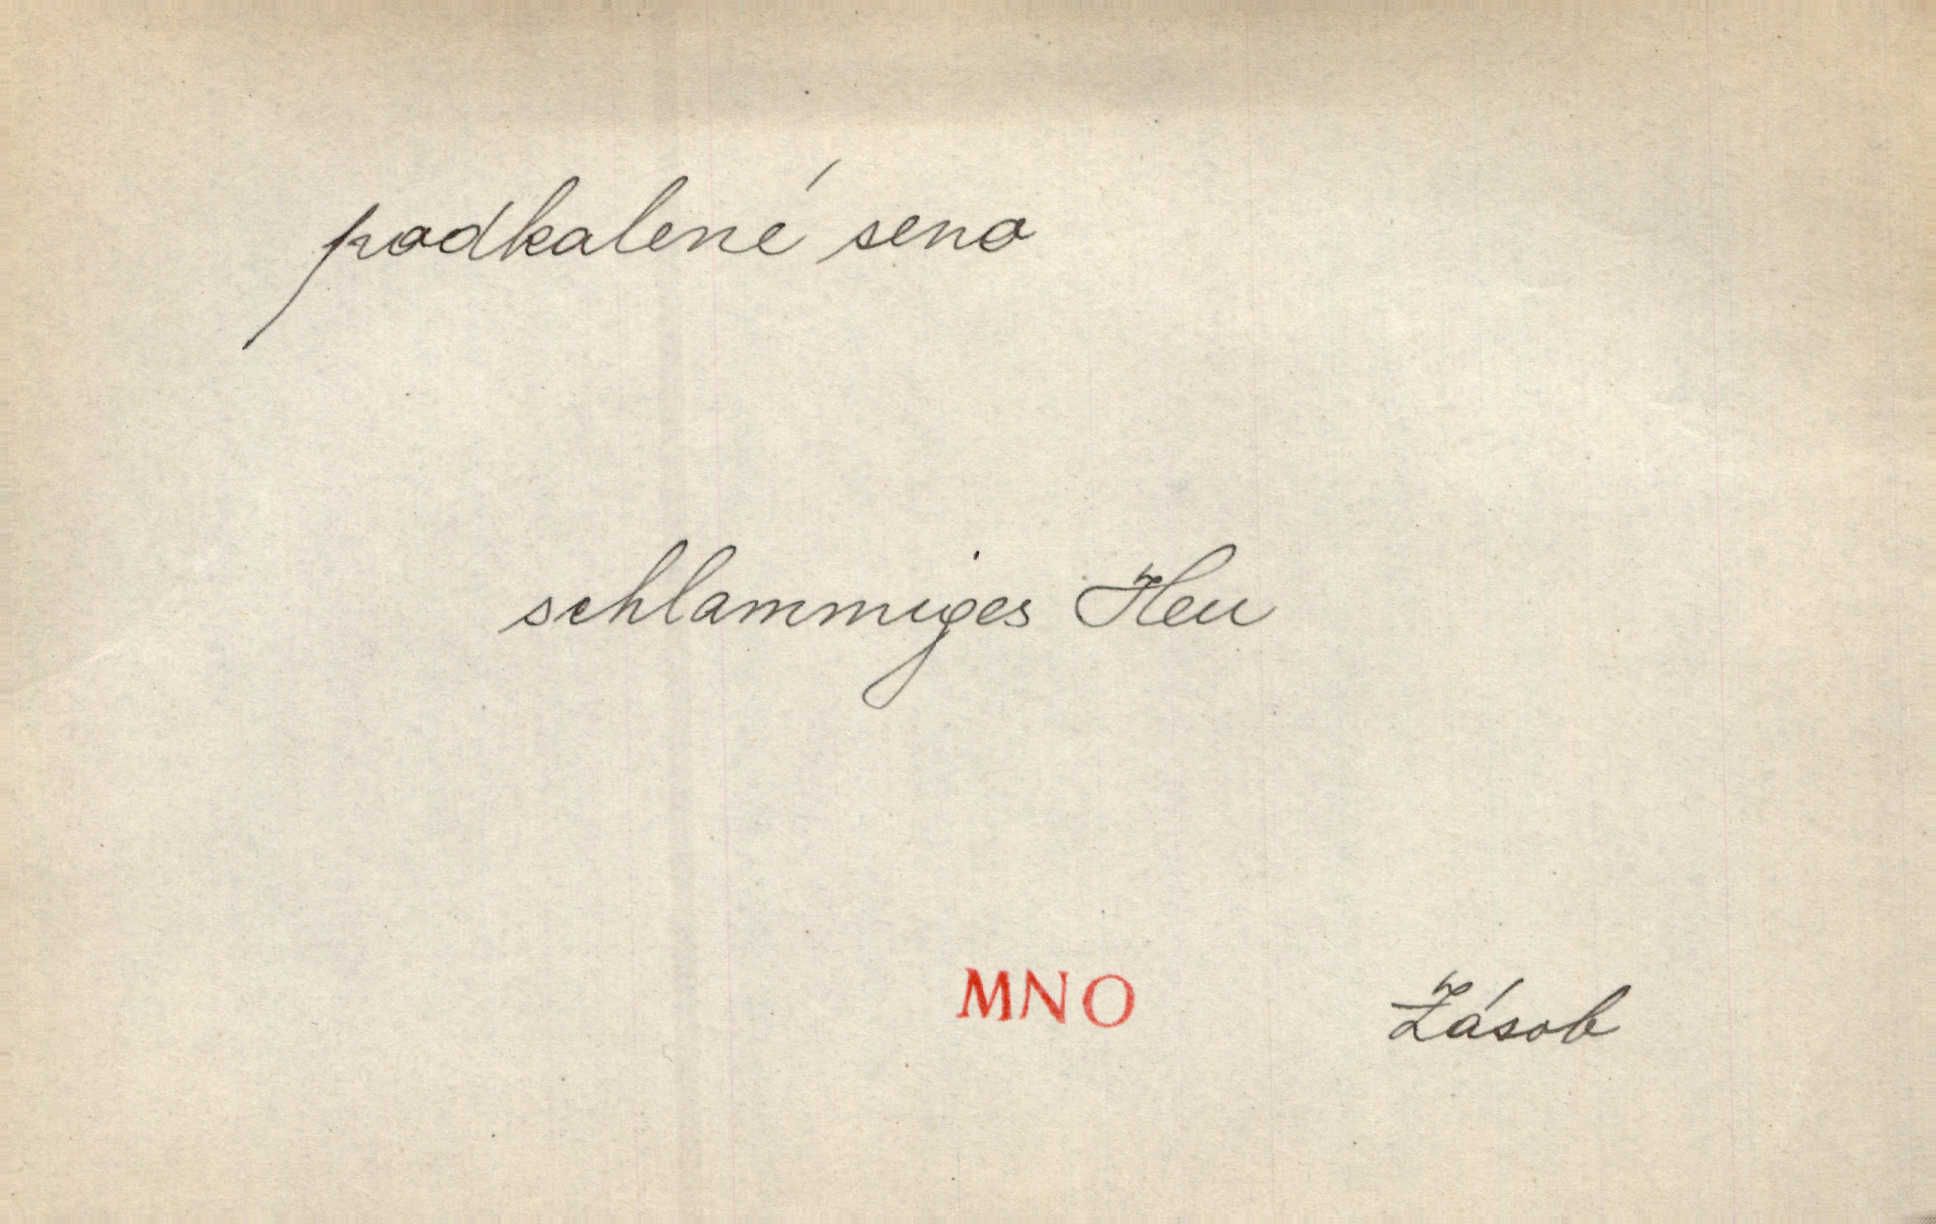 podkalené seno
schlammiges Heu
MNO Zásob